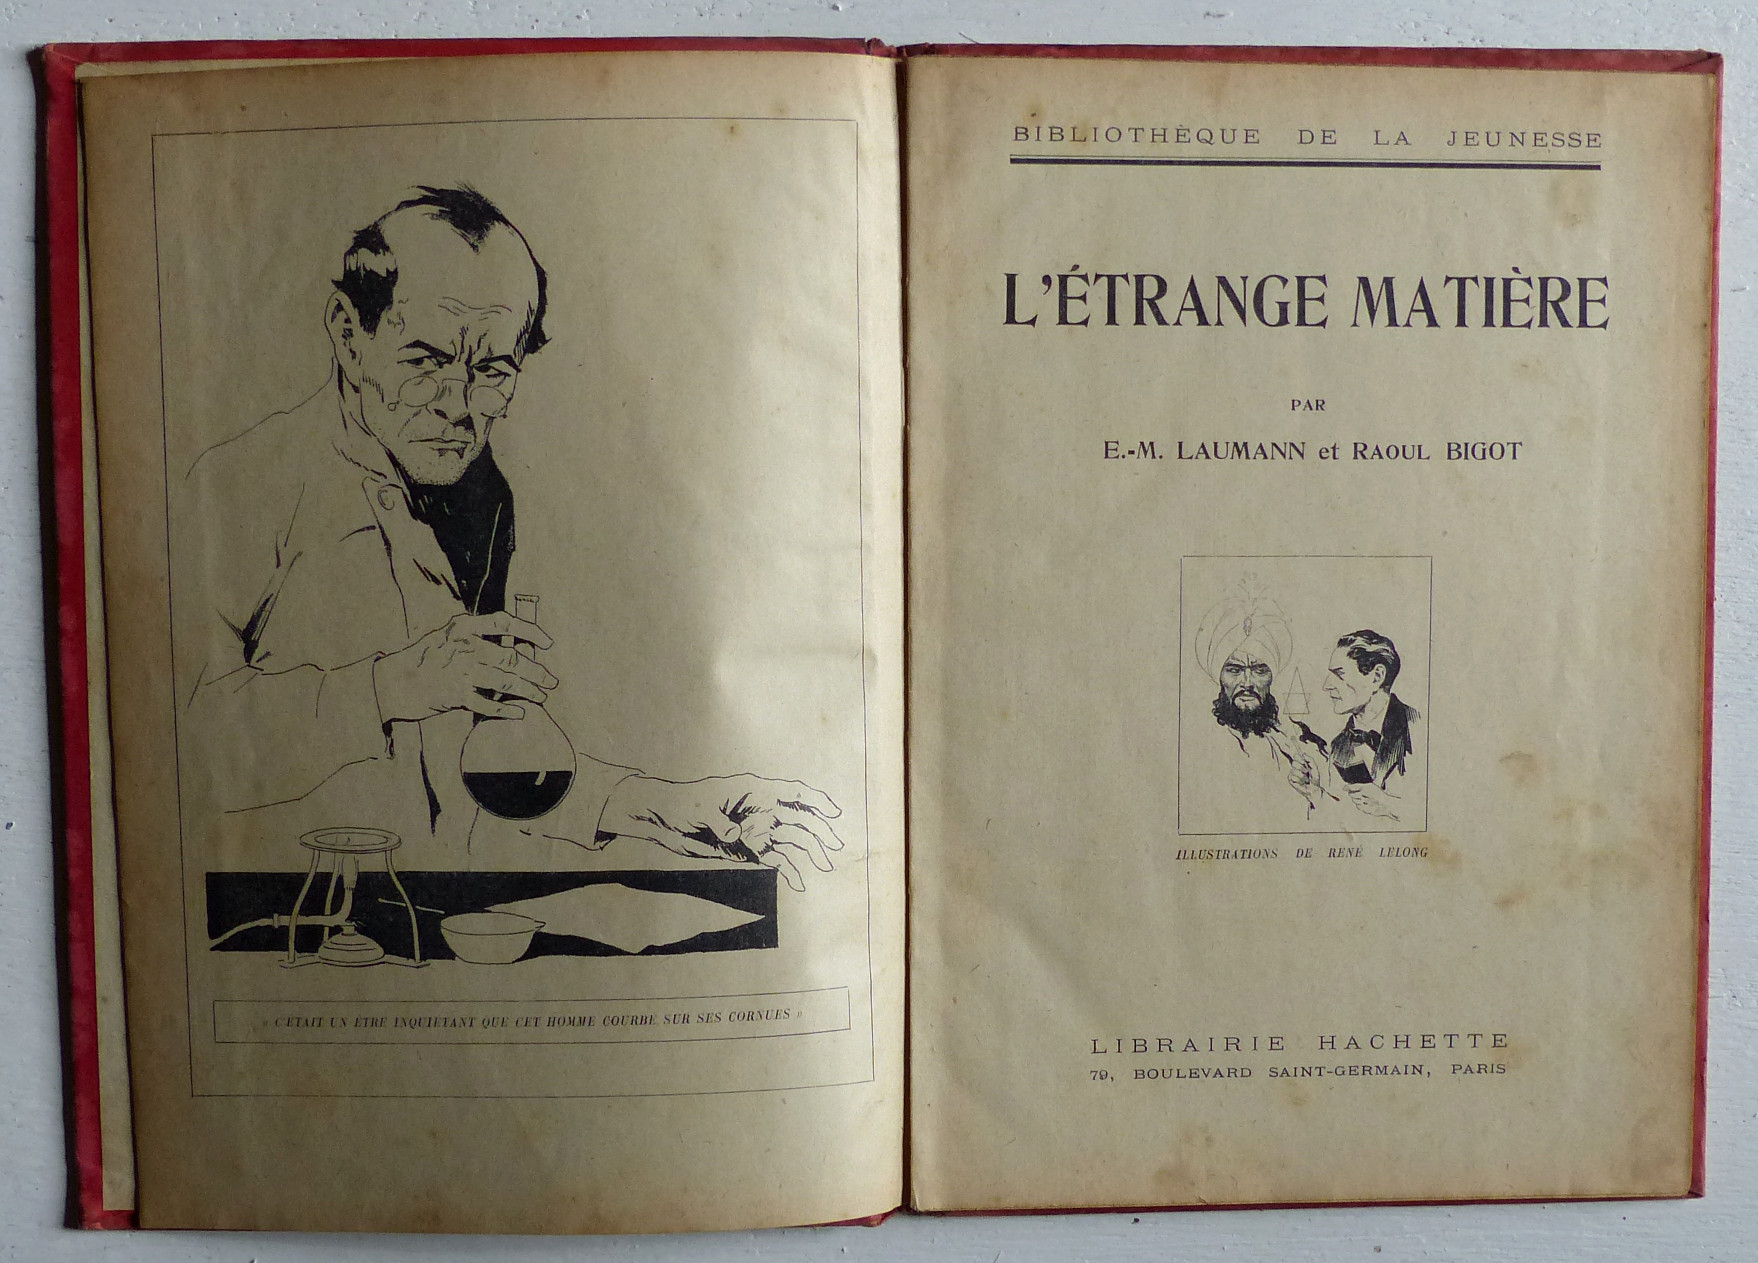 « C'ÉTAIT UN ÊTRE INQUIÉTANT QUE CET HOMME COURBÉ SUR SES CORNUES »
BIBLIOTHÈQUE DE LA JEUNESSE
L'ÉTRANGE MATIÈRE
PAR
E.-M. LAUMANN et RAOUL BIGOT
ILLUSTRATIONS DE RENÉ LELONG
LIBRAIRIE HACHETTE
79, BOULEVARD SAINT-GERMAIN, PARIS